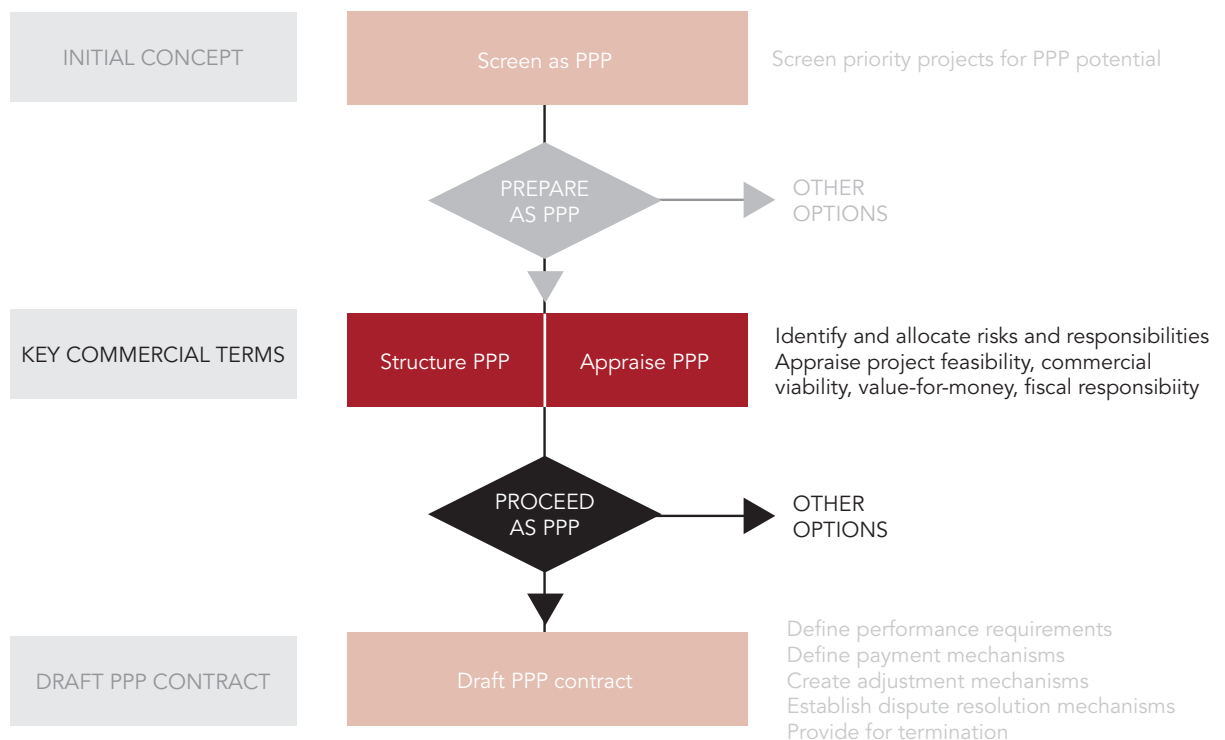 INITIAL CONCEPT
Screen as PPP
Screen priority projects for PPP potential
PREPARE
AS PPP
OTHER
OPTIONS
KEY COMMERCIAL TERMS
Structure PPP
Appraise PPP
Identify and allocate risks and responsibilities
Appraise project feasibility, commercial
viability, value-for-money, fiscal responsibiity
PROCEED
AS PPP
OTHER
OPTIONS
DRAFT PPP CONTRACT
Draft PPP contract
Define performance requirements
Define payment mechanisms
Create adjustment mechanisms
Establish dispute resolution mechanisms
Provide for termination